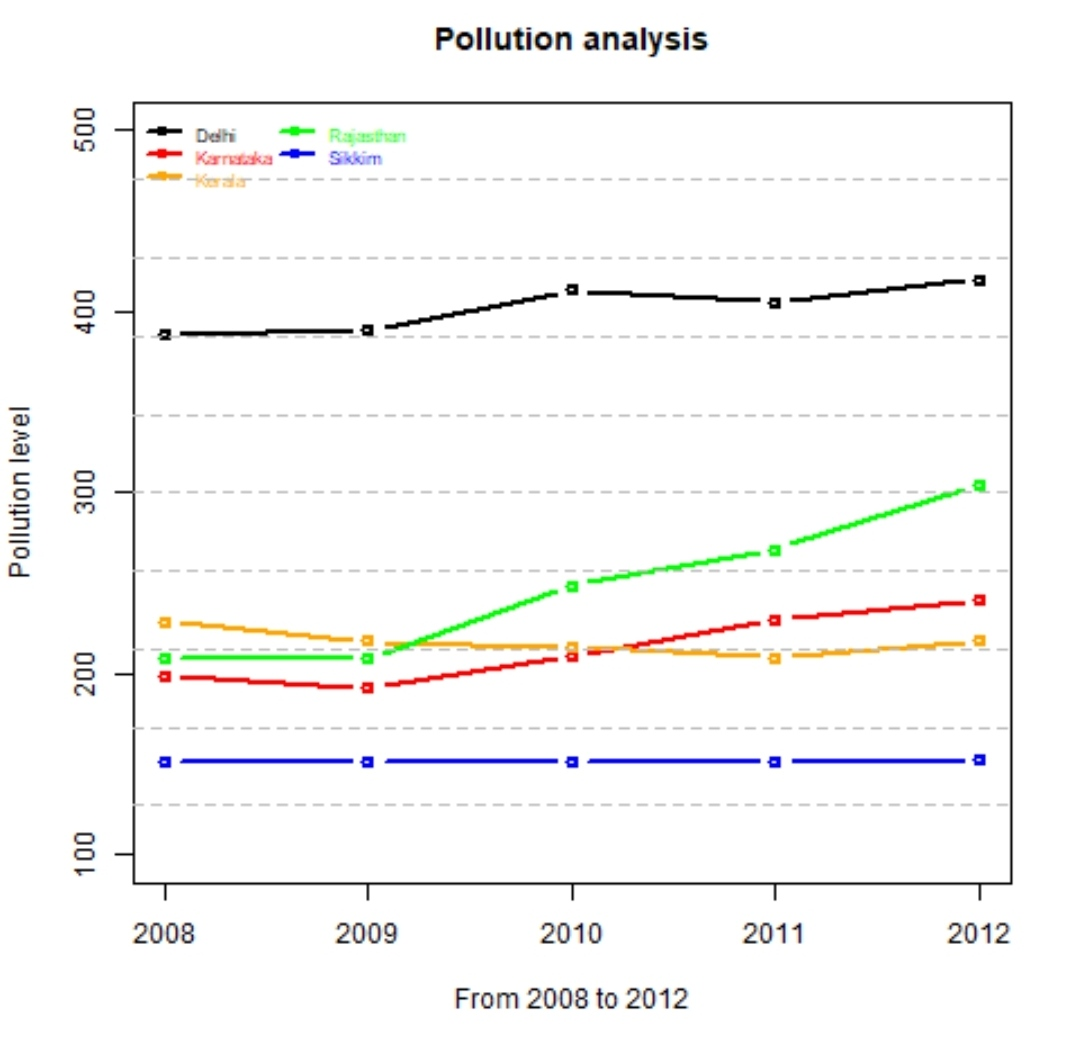 Pollution analysis
Delhi Rajasthan
Karnataka Sikkim
Kerala
500
400
300
200
100
Pollution level
2008 2009 2010 2011 2012
From 2008 to 2012